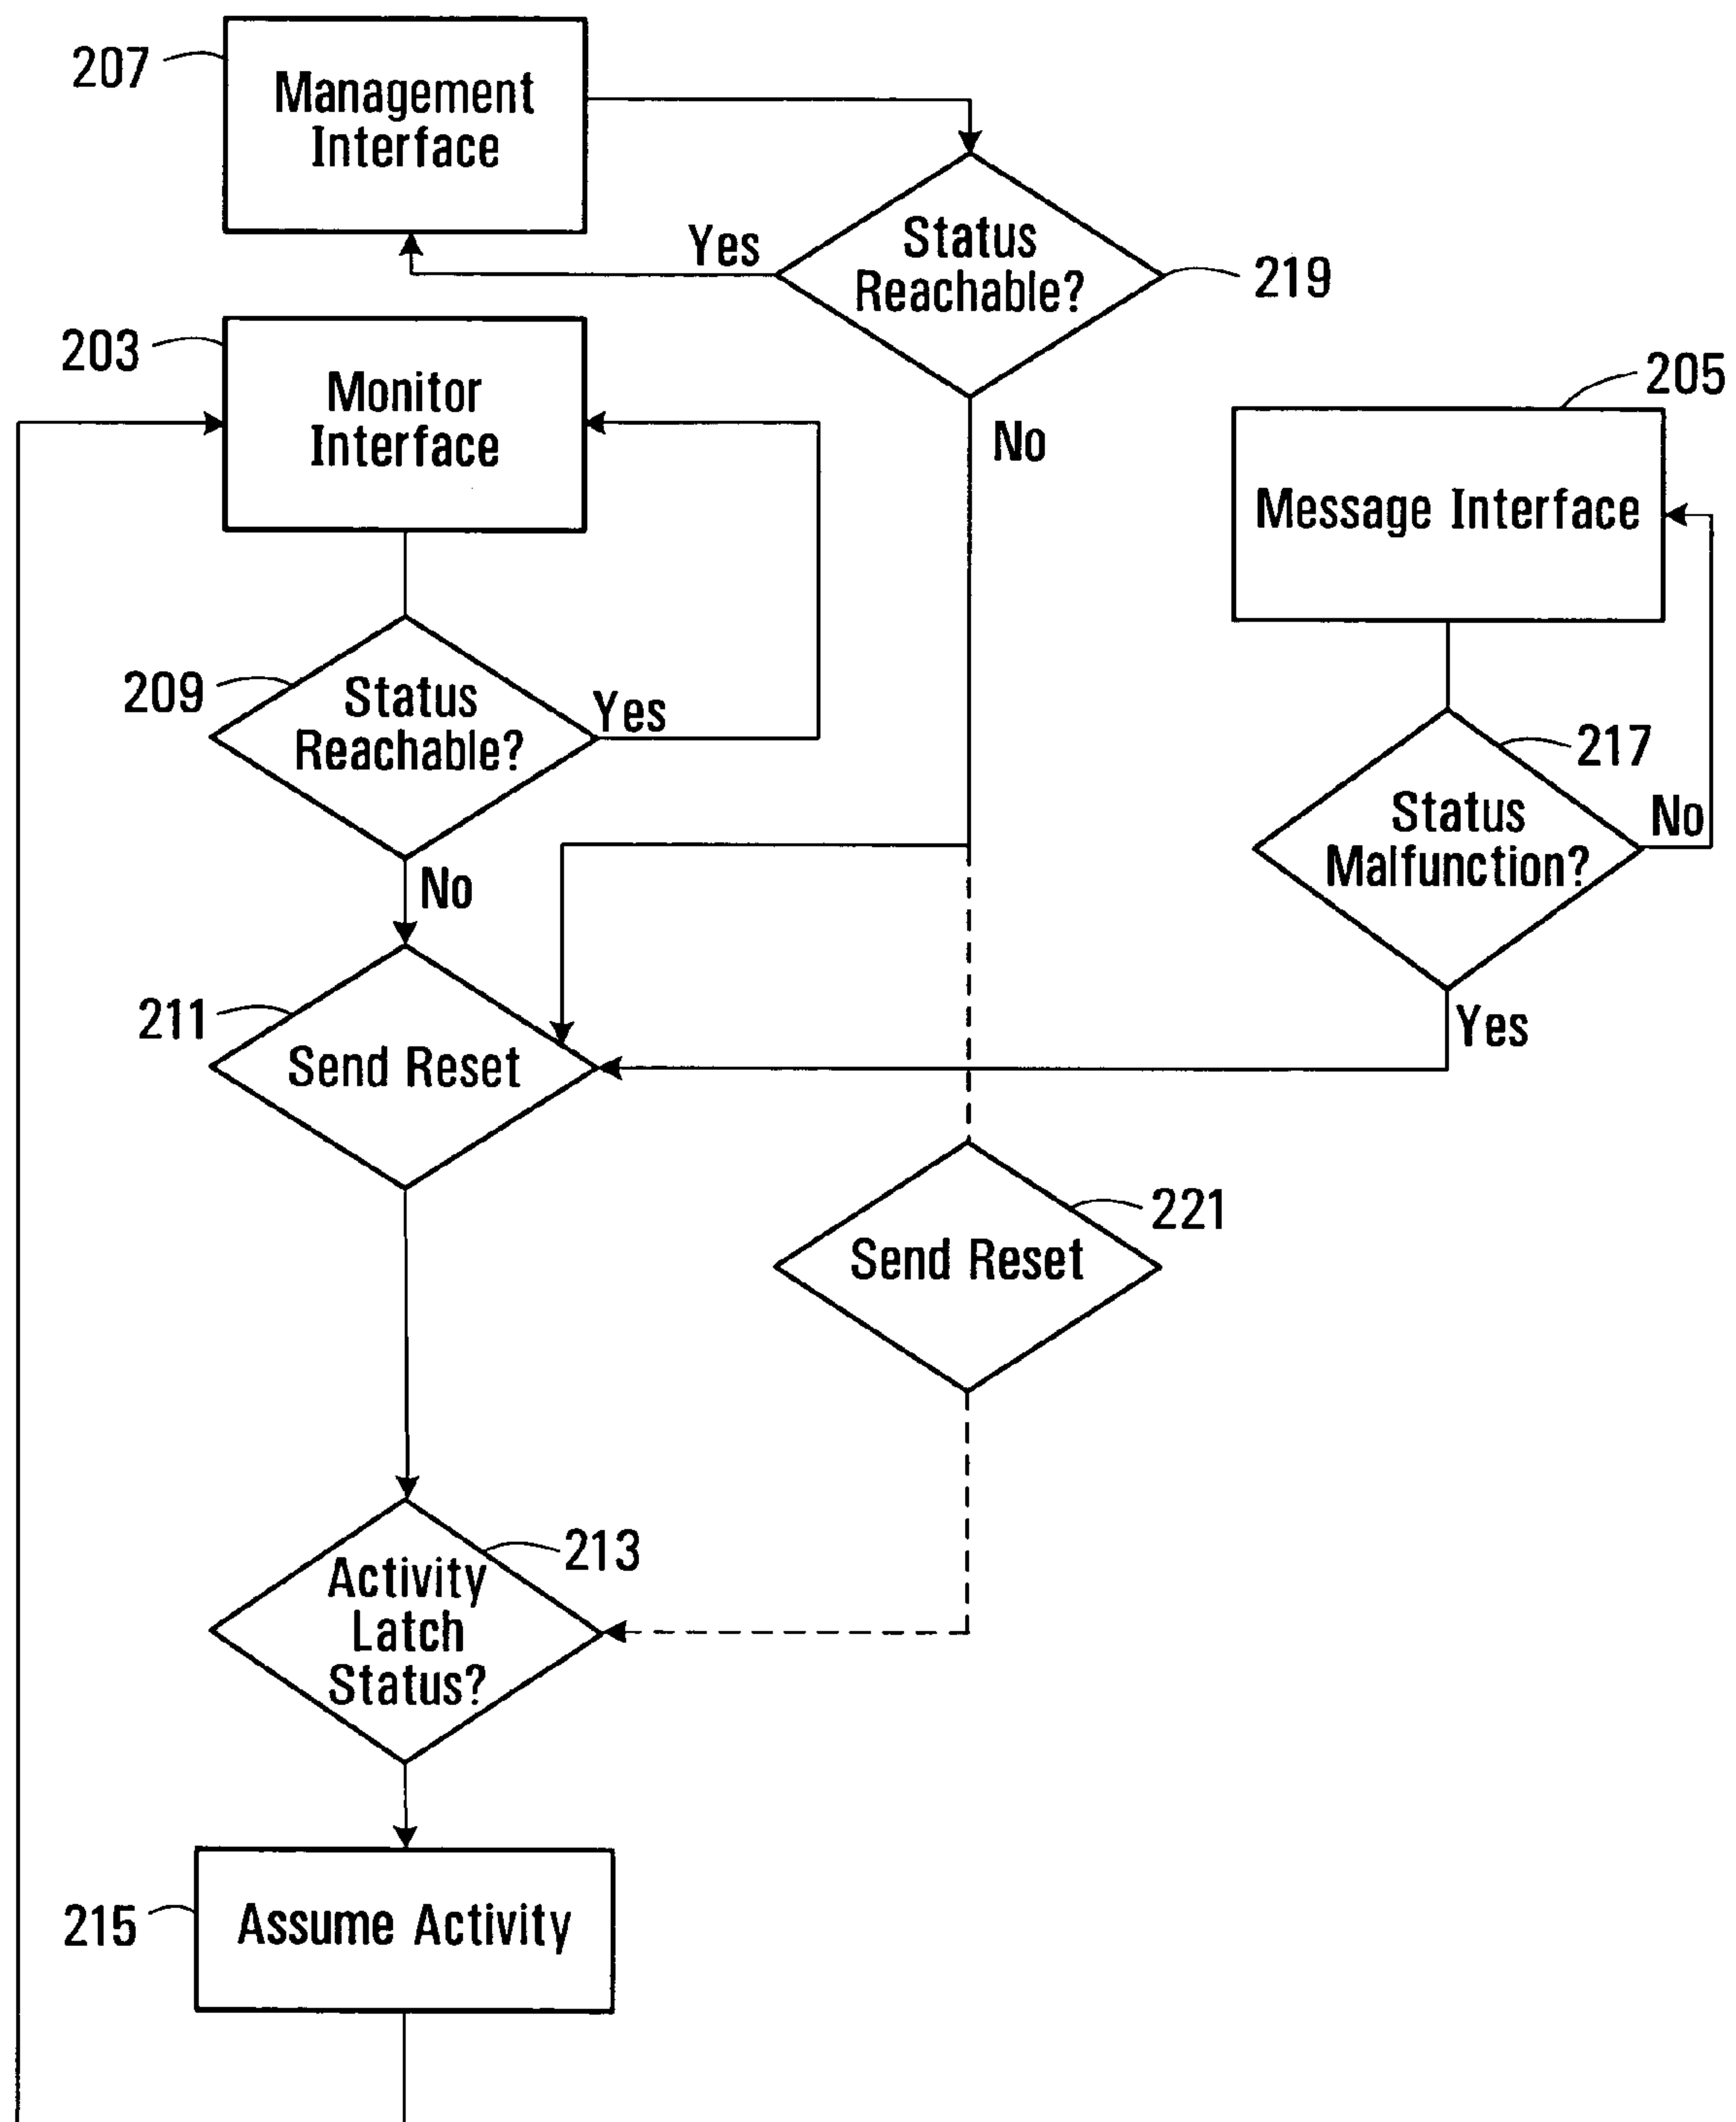 207
Management
Interface
Yes
Status
Reachable?
219
203
Monitor
Interface
No
205
Message Interface
209
Status
Reachable?
Yes
217
Status
Malfunction?
No
No
211
Send Reset
Yes
221
Send Reset
213
Activity
Latch
Status?
215
Assume Activity